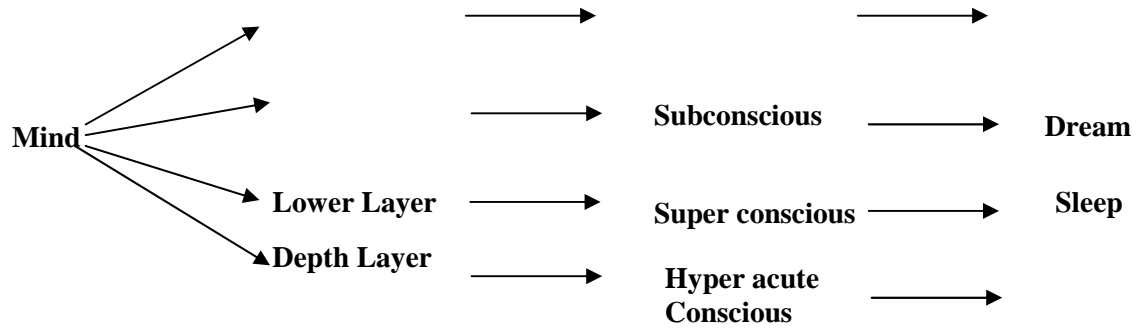 Subconscious
Dream
Mind
Lower Layer
Super conscious
Sleep
Depth Layer
Hyper acute
Conscious